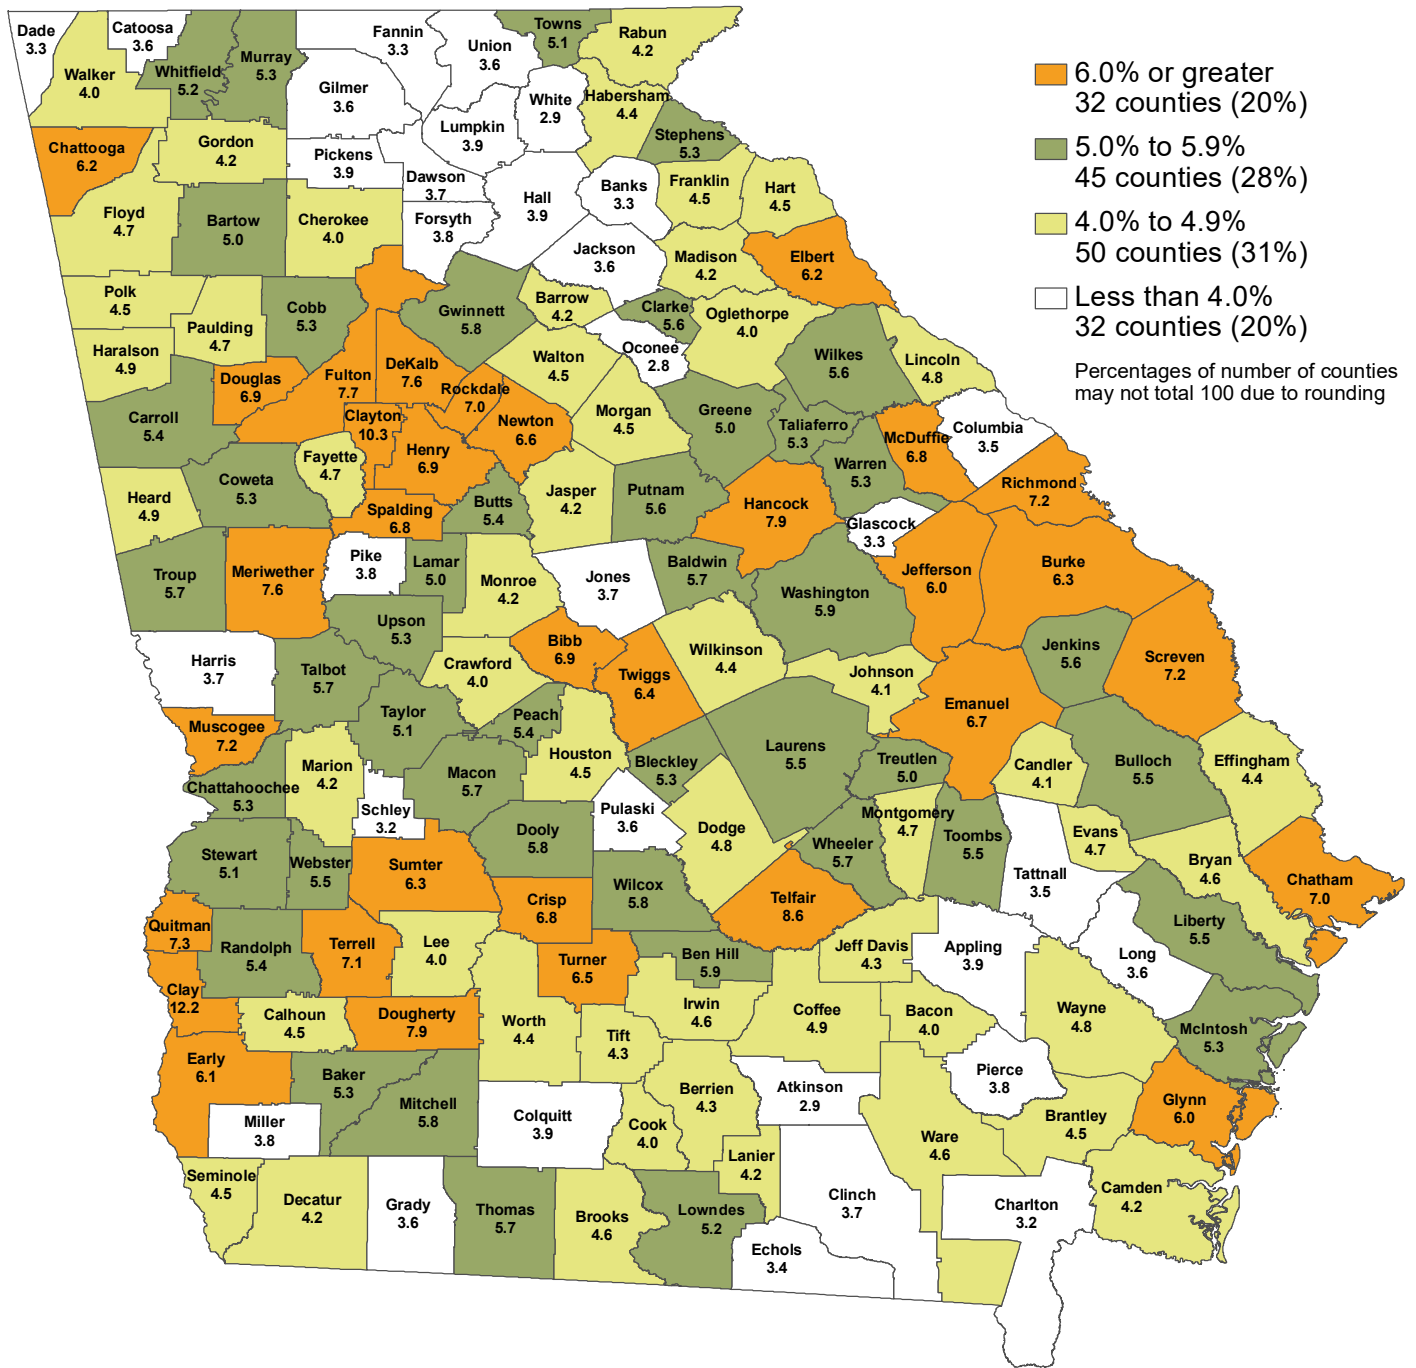 Dade
3.3
Catoosa
3.6
Fannin
3.3
Union
3.6
Towns
5.1
Rabun
4.2
Walker
4.0
Whitfield
5.2
Murray
5.3
Gilmer
3.6
White
2.9
Habersham
4.4
Lumpkin
3.9
Stephens
5.3
Chattooga
6.2
Gordon
4.2
Pickens
3.9
Dawson
3.7
Hall
3.9
Banks
3.3
Franklin
4.5
Hart
4.5
Floyd
4.7
Bartow
5.0
Cherokee
4.0
Forsyth
3.8
Jackson
3.6
Madison
4.2
Elbert
6.2
Polk
4.5
Paulding
4.7
Cobb
5.3
Gwinnett
5.8
Barrow
4.2
Clarke
5.6
Oglethorpe
4.0
Haralson
4.9
Douglas
6.9
Fulton
7.7
DeKalb
7.6
Rockdale
7.0
Walton
4.5
Oconee
2.8
Wilkes
5.6
Lincoln
4.8
Carroll
5.4
Clayton
10.3
Henry
6.9
Newton
6.6
Morgan
4.5
Greene
5.0
Taliaferro
5.3
McDuffie
6.8
Columbia
3.5
Heard
4.9
Coweta
5.3
Fayette
4.7
Spalding
6.8
Butts
5.4
Jasper
4.2
Putnam
5.6
Hancock
7.9
Warren
5.3
Glascock
3.3
Richmond
7.2
Troup
5.7
Meriwether
7.6
Pike
3.8
Lamar
5.0
Monroe
4.2
Jones
3.7
Baldwin
5.7
Washington
5.9
Jefferson
6.0
Burke
6.3
Upson
5.3
Harris
3.7
Talbot
5.7
Crawford
4.0
Bibb
6.9
Twiggs
6.4
Wilkinson
4.4
Johnson
4.1
Jenkins
5.6
Screven
7.2
Muscogee
7.2
Taylor
5.1
Peach
5.4
Houston
4.5
Bleckley
5.3
Laurens
5.5
Emanuel
6.7
Treutlen
5.0
Candler
4.1
Bulloch
5.5
Effingham
4.4
Chattahoochee
5.3
Marion
4.2
Schley
3.2
Macon
5.7
Pulaski
3.6
Dodge
4.8
Wheeler
5.7
Montgomery
4.7
Toombs
5.5
Evans
4.7
Tattnall
3.5
Bryan
4.6
Chatham
7.0
Stewart
5.1
Webster
5.5
Sumter
6.3
Dooly
5.8
Crisp
6.8
Wilcox
5.8
Telfair
8.6
Quitman
7.3
Randolph
5.4
Terrell
7.1
Lee
4.0
Turner
6.5
Ben Hill
5.9
Jeff Davis
4.3
Appling
3.9
Long
3.6
Liberty
5.5
Clay
12.2
Calhoun
4.5
Dougherty
7.9
Worth
4.4
Tift
4.3
Irwin
4.6
Coffee
4.9
Bacon
4.0
Wayne
4.8
McIntosh
5.3
Early
6.1
Baker
5.3
Mitchell
5.8
Miller
3.8
Colquitt
3.9
Cook
4.0
Berrien
4.3
Atkinson
2.9
Pierce
3.8
Brantley
4.5
Glynn
6.0
Seminole
4.5
Decatur
4.2
Grady
3.6
Thomas
5.7
Brooks
4.6
Lowndes
5.2
Lanier
4.2
Echols
3.4
Clinch
3.7
Ware
4.6
Charlton
3.2
Camden
4.2
6.0% or greater
32 counties (20%)
5.0% to 5.9%
45 counties (28%)
4.0% to 4.9%
50 counties (31%)
Less than 4.0%
32 counties (20%)
Percentages of number of counties
may not total 100 due to rounding